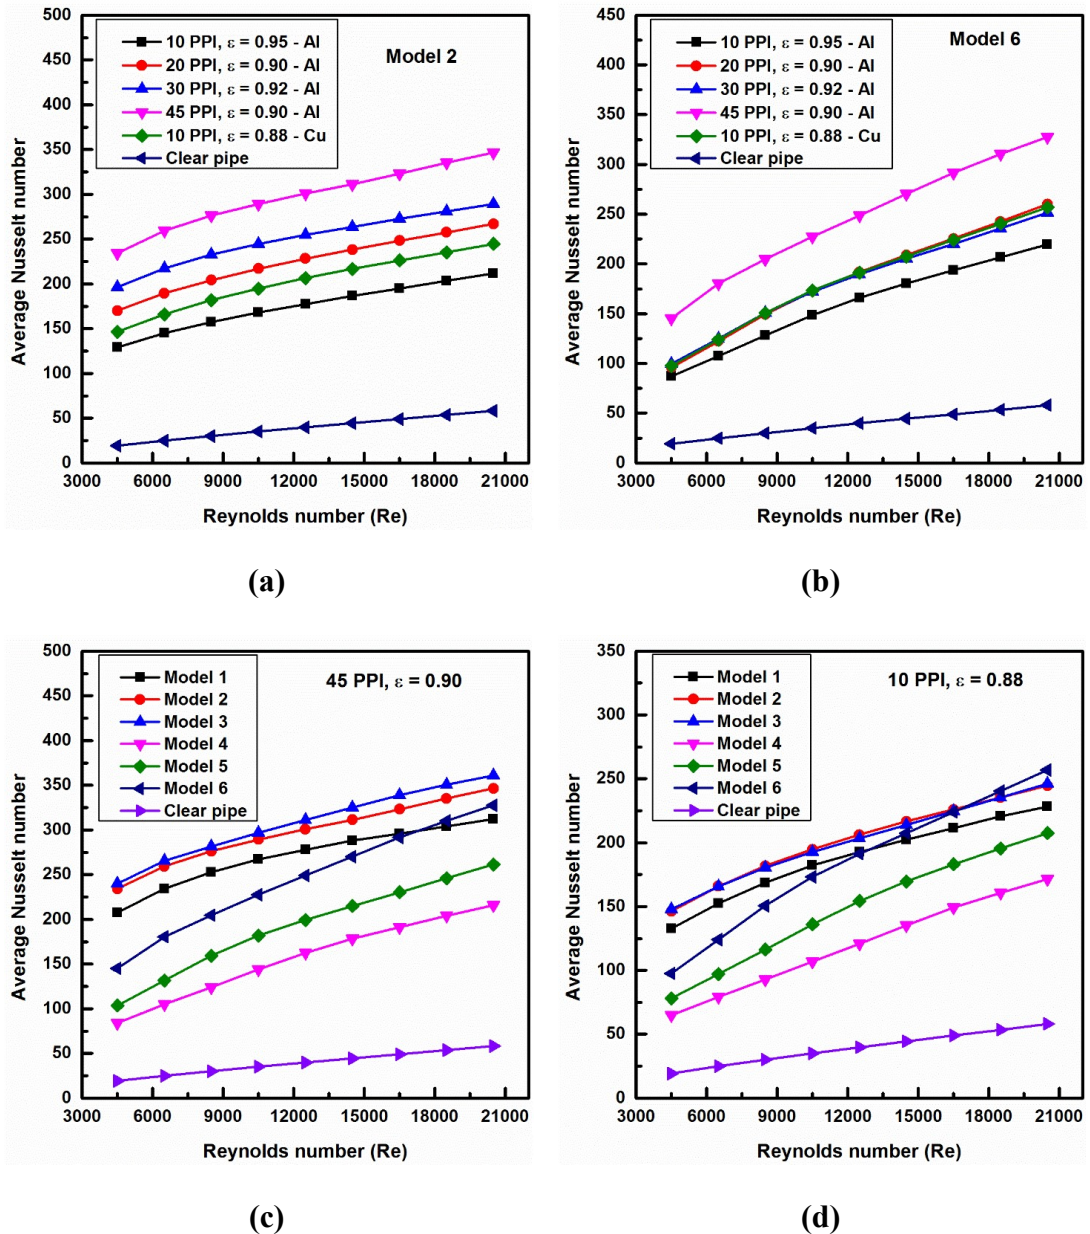 500
450
400
350
300
250
200
150
100
50
0
Average Nusselt number
10 PPI, ε = 0.95 - Al
20 PPI, ε = 0.90 - Al
30 PPI, ε = 0.92 - Al
45 PPI, ε = 0.90 - Al
10 PPI, ε = 0.88 - Cu
Clear pipe
Model 2
3000 6000 9000 12000 15000 18000 21000
Reynolds number (Re)
(a)
450
400
350
300
250
200
150
100
50
0
Average Nusselt number
10 PPI, ε = 0.95 - Al
20 PPI, ε = 0.90 - Al
30 PPI, ε = 0.92 - Al
45 PPI, ε = 0.90 - Al
10 PPI, ε = 0.88 - Cu
Clear pipe
Model 6
3000 6000 9000 12000 15000 18000 21000
Reynolds number (Re)
(b)
500
450
400
350
300
250
200
150
100
50
0
Average Nusselt number
Model 1
Model 2
Model 3
Model 4
Model 5
Model 6
Clear pipe
45 PPI, ε = 0.90
3000 6000 9000 12000 15000 18000 21000
Reynolds number (Re)
(c)
350
300
250
200
150
100
50
0
Average Nusselt number
Model 1
Model 2
Model 3
Model 4
Model 5
Model 6
Clear pipe
10 PPI, ε = 0.88
3000 6000 9000 12000 15000 18000 21000
Reynolds number (Re)
(d)